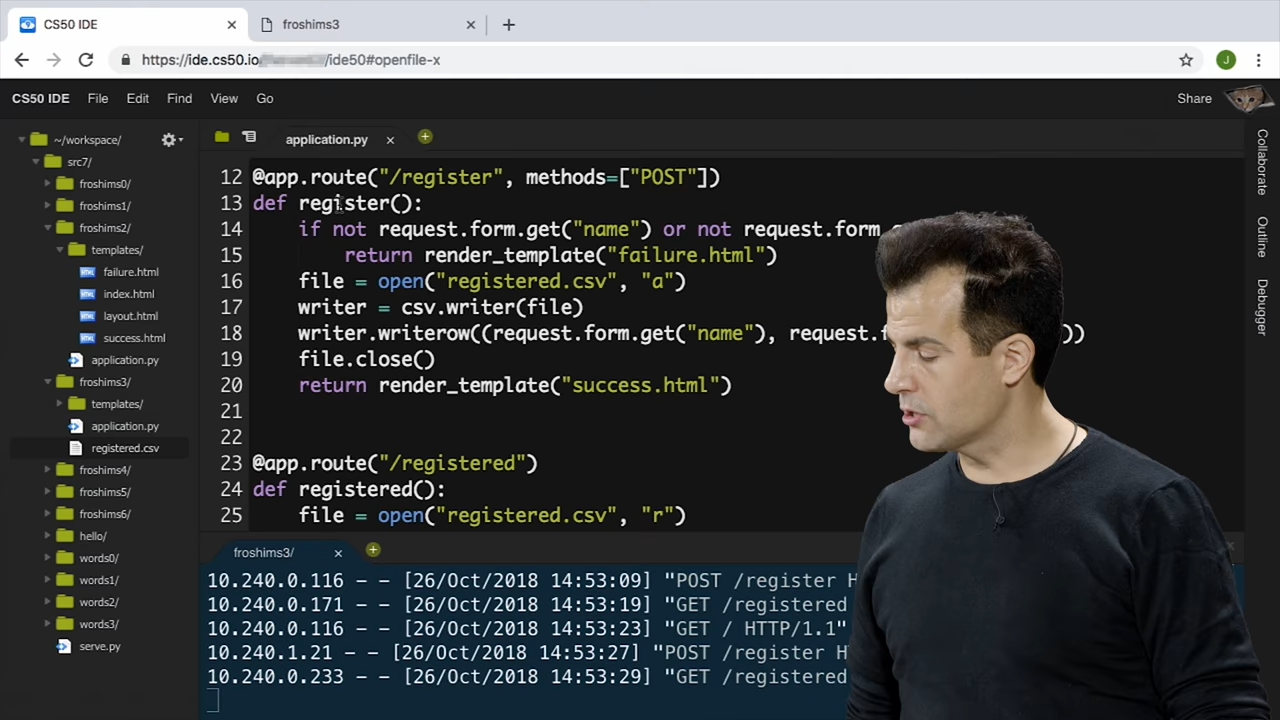 CS50 IDE
froshims3
https://ide.cs50.io/ /ide50#openfile-x
J
CS50 IDE File Edit Find View Go Share
~/workspace/
src7/
froshims0/
froshims1/
froshims2/
templates/
failure.html
index.html
layout.html
success.html
application.py
froshims3/
templates/
application.py
registered.csv
froshims4/
froshims5/
froshims6/
hello/
words0/
words1/
words2/
words3/
serve.py
application.py
12 @app.route("/register", methods=["POST"])
13 def register():
14 if not request.form.get("name") or not request.form
15 return render_template("failure.html")
16 file = open("registered.csv", "a")
17 writer = csv.writer(file)
18 writer.writerow((request.form.get("name"), request. ))
19 file.close()
20 return render_template("success.html")
21
22
23 @app.route("/registered")
24 def registered():
25 file = open("registered.csv", "r")
froshims3/
10.240.0.116 - - [26/Oct/2018 14:53:09] "POST /register H
10.240.0.171 - - [26/Oct/2018 14:53:19] "GET /registered
10.240.0.116 - - [26/Oct/2018 14:53:23] "GET / HTTP/1.1"
10.240.1.21 - - [26/Oct/2018 14:53:27] "POST /register H
10.240.0.233 - - [26/Oct/2018 14:53:29] "GET /registered
Collaborate
Outline
Debugger